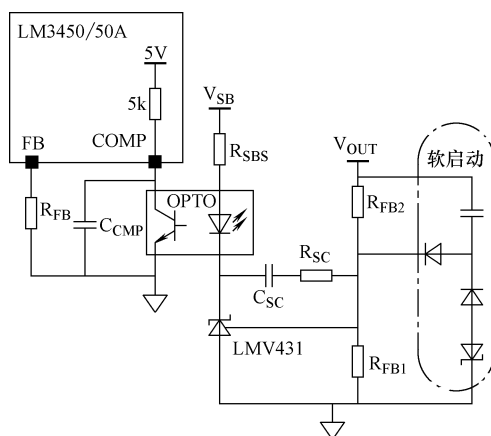 LM3450/50A
5V
5k
FB
COMP
V_SB
R_SBS
V_OUT
软启动
OPTO
R_FB
C_CMP
R_FB2
R_SC
C_SC
LMV431
R_FB1